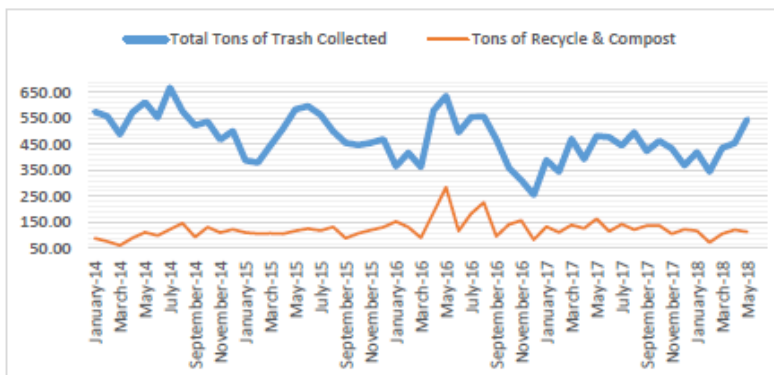 Total Tons of Trash Collected Tons of Recycle & Compost
650.00
550.00
450.00
350.00
250.00
150.00
50.00
January-14
March-14
May-14
July-14
September-14
November-14
January-15
March-15
May-15
July-15
September-15
November-15
January-16
March-16
May-16
July-16
September-16
November-16
January-17
March-17
May-17
July-17
September-17
November-17
January-18
March-18
May-18